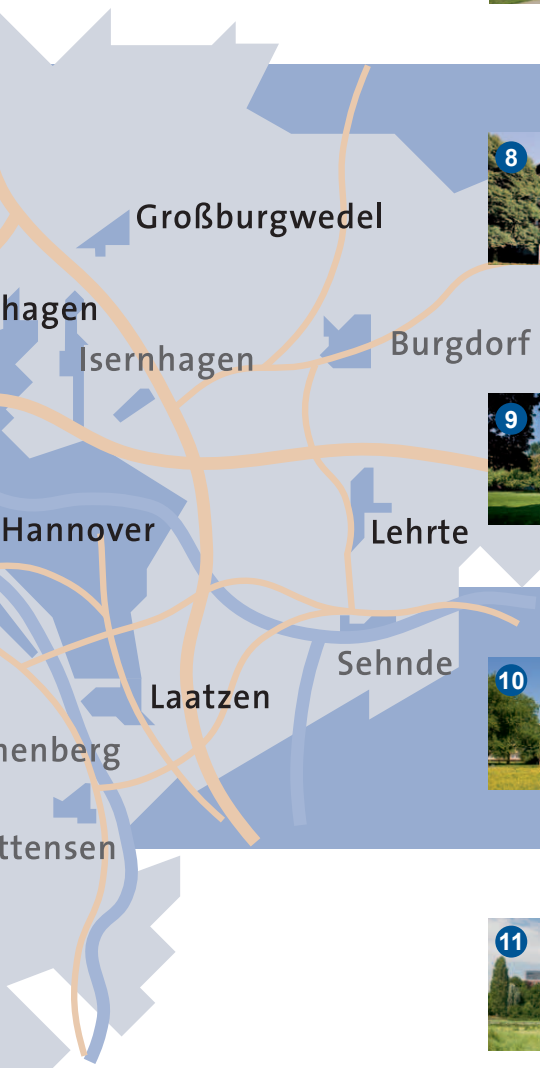 8
Großburgwedel
hagen
Burgdorf
Isernhagen
9
Hannover
Lehrte
Sehnde
10
Laatzen
nenberg
ttensen
11